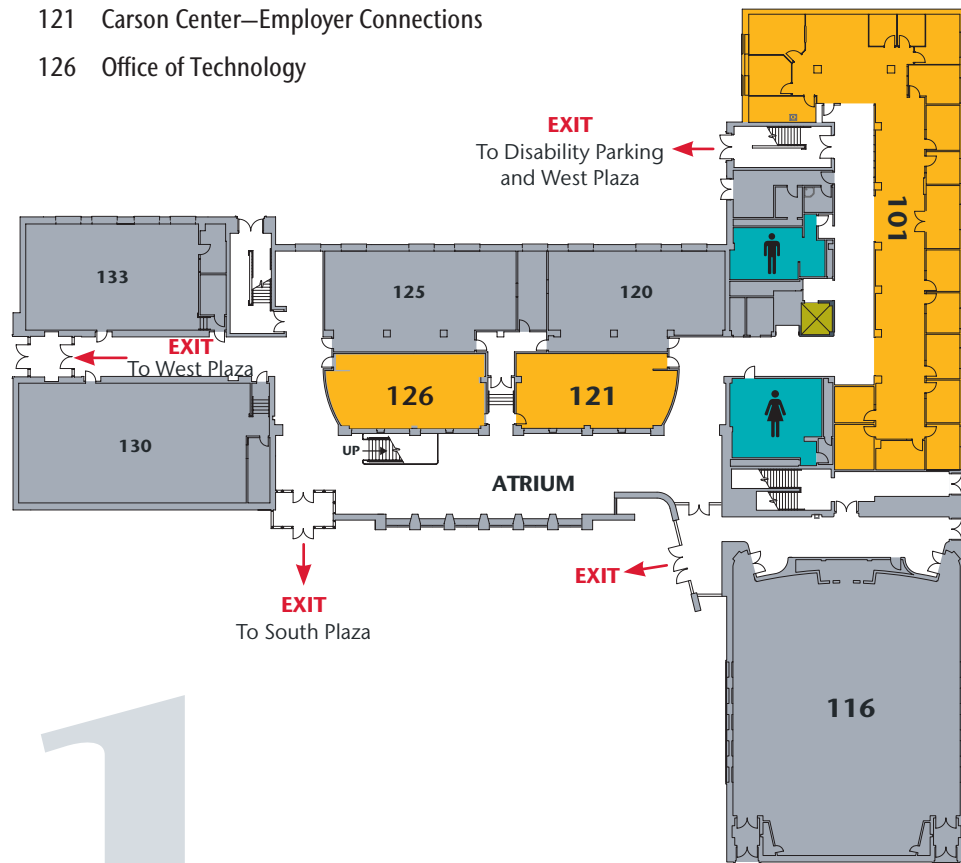 121 Carson Center—Employer Connections
126 Office of Technology
EXIT
To Disability Parking
and West Plaza
101
133
125
120
EXIT
To West Plaza
126
121
130
UP
ATRIUM
EXIT
EXIT
To South Plaza
116
1